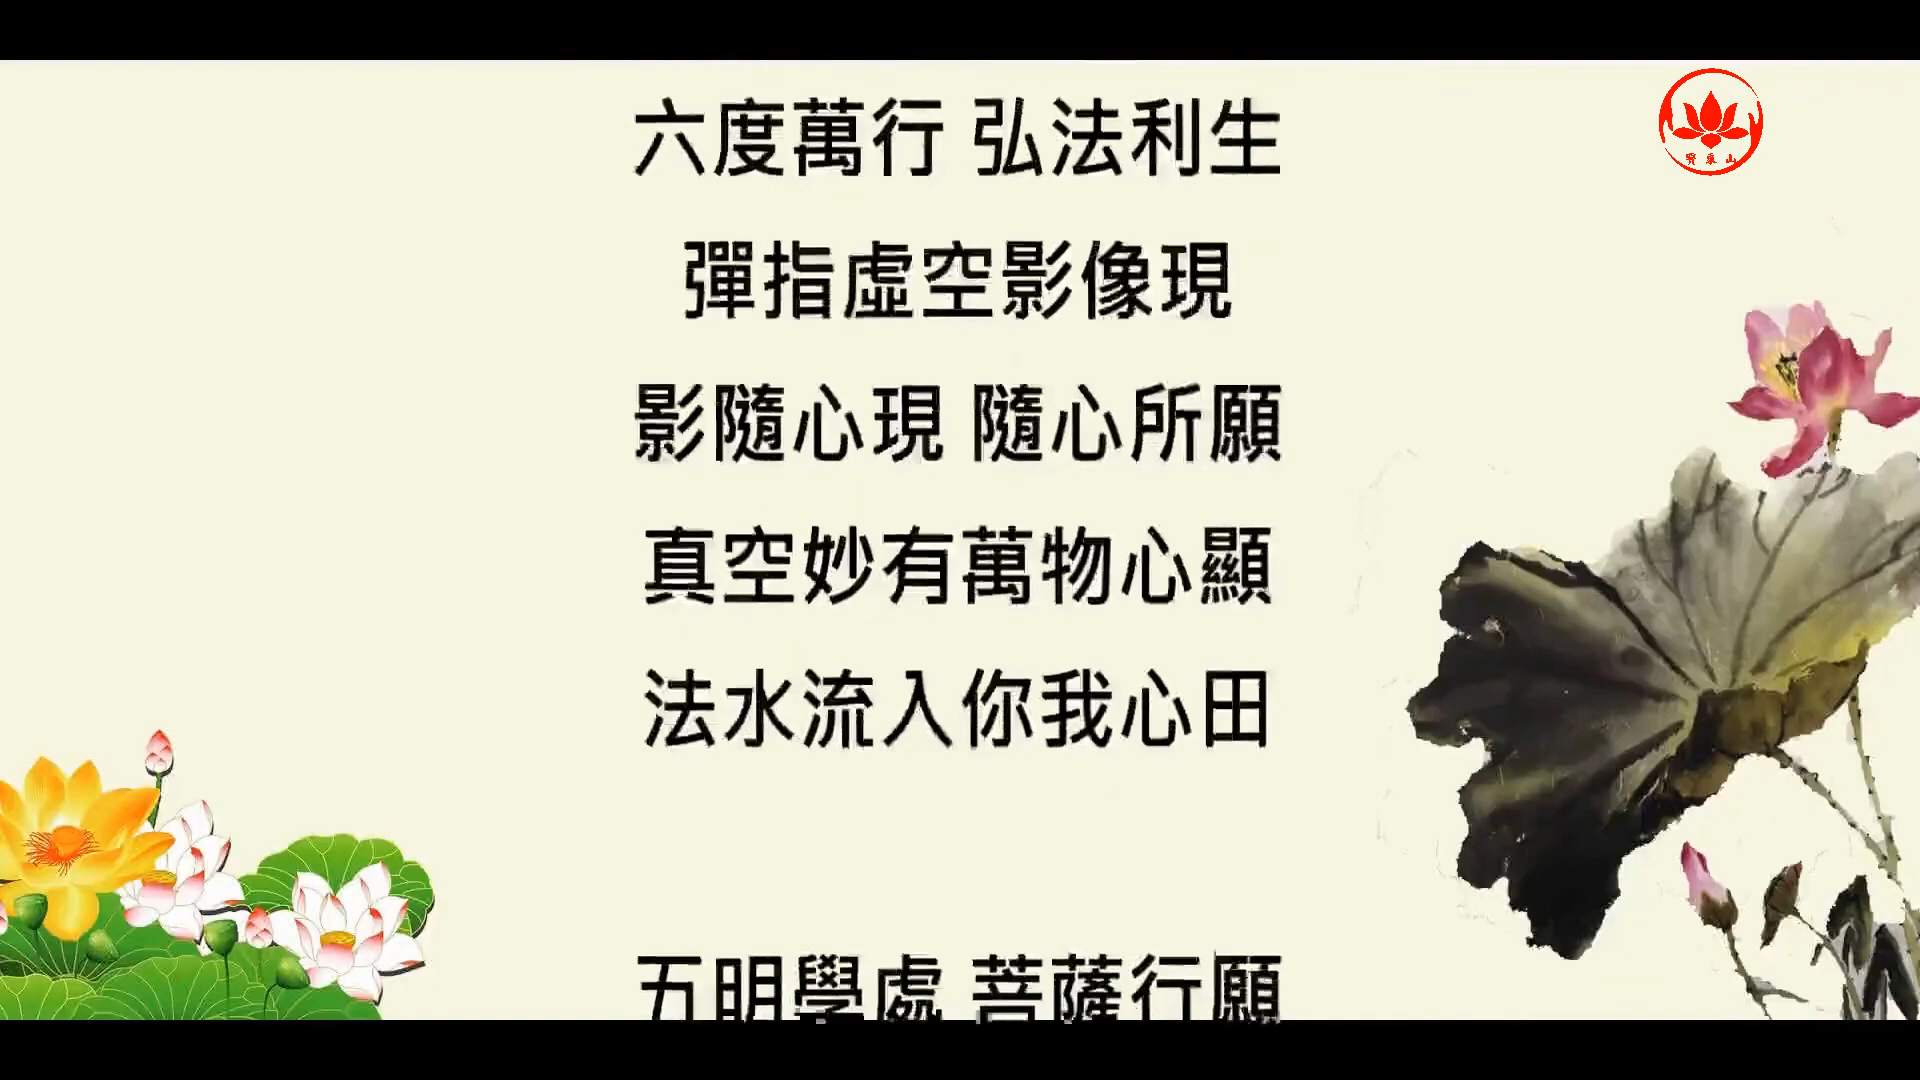 六度萬行 弘法利生
彈指虛空影像現
影隨心現 隨心所願
真空妙有萬物心顯
法水流入你我心田
五明學處 菩薩行願